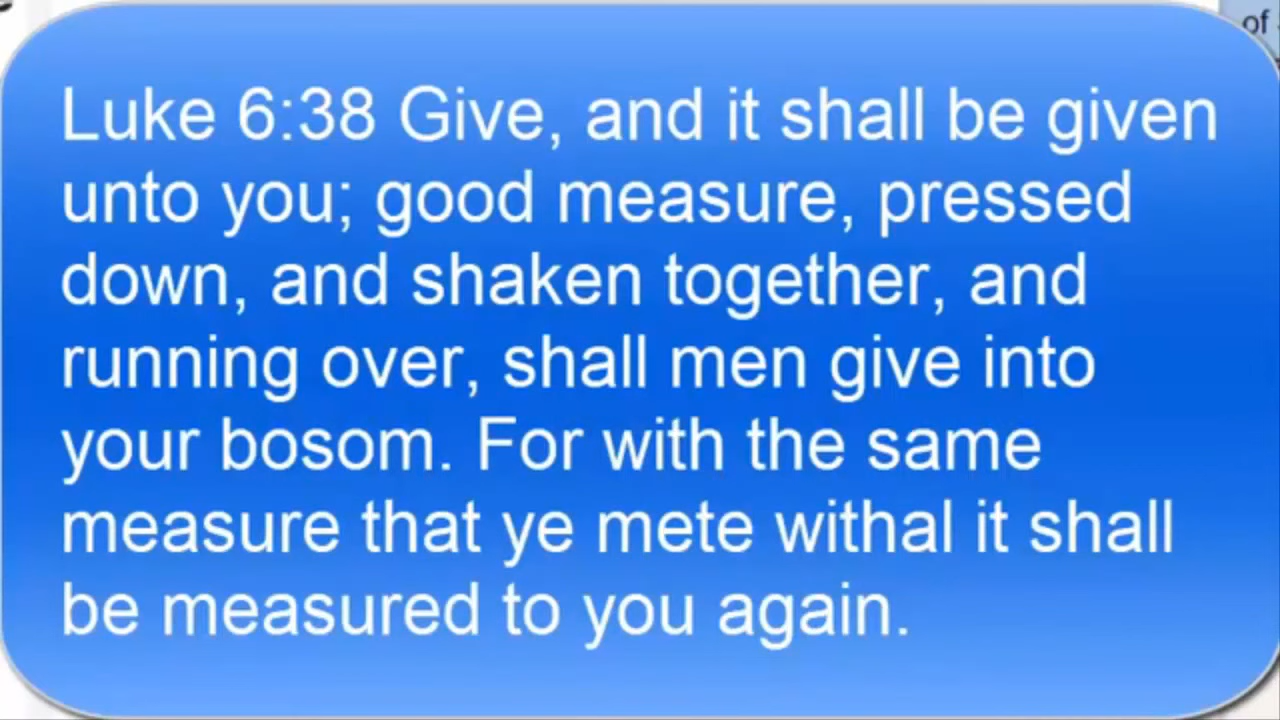 of
Luke 6:38 Give, and it shall be given
unto you; good measure, pressed
down, and shaken together, and
running over, shall men give into
your bosom. For with the same
measure that ye mete withal it shall
be measured to you again.